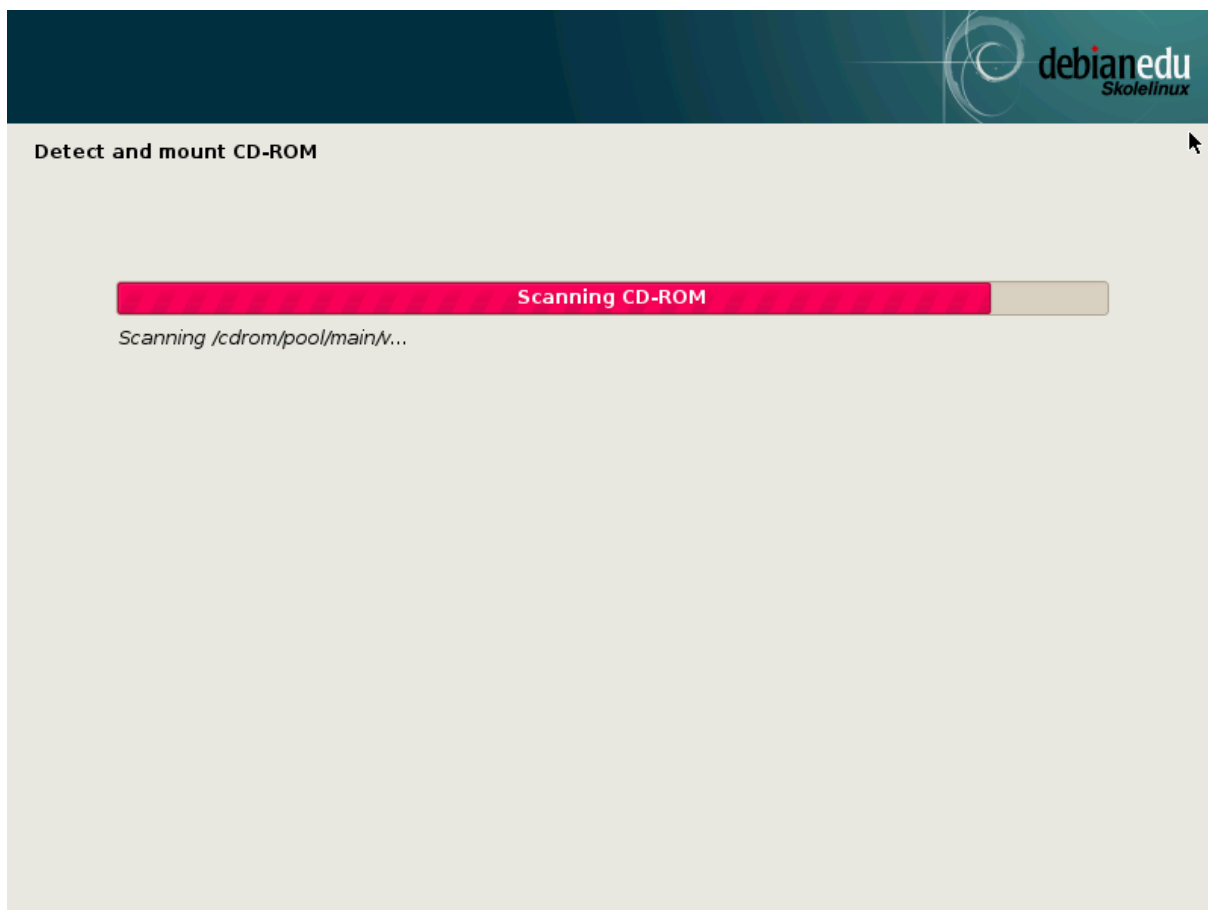 debianedu
Skolelinux
Detect and mount CD-ROM
Scanning CD-ROM
Scanning /cdrom/pool/main/v...